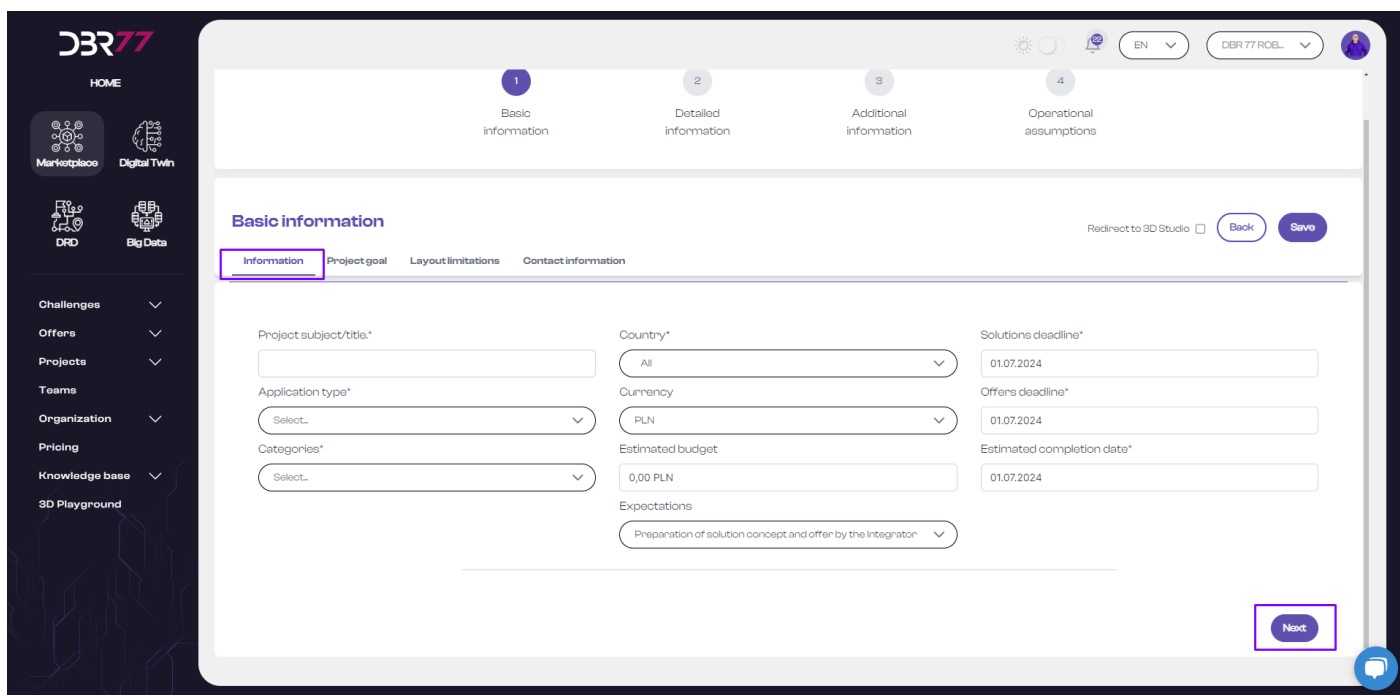 DBR77
22
EN
DBR 77 ROB...
HOME
Marketplace
Digital Twin
DRD
Big Data
Challenges
Offers
Projects
Teams
Organization
Pricing
Knowledge base
3D Playground
1
2
3
4
Basic
information
Detailed
information
Additional
information
Operational
assumptions
Basic information
Redirect to 3D Studio
Back
Save
Information
Project goal
Layout limitations
Contact information
Project subject/title.*
Country*
Solutions deadline*
All
01.07.2024
Application type*
Currency
Offers deadline*
Select...
PLN
01.07.2024
Categories*
Estimated budget
Estimated completion date*
Select...
0,00 PLN
01.07.2024
Expectations
Preparation of solution concept and offer by the Integrator
Next